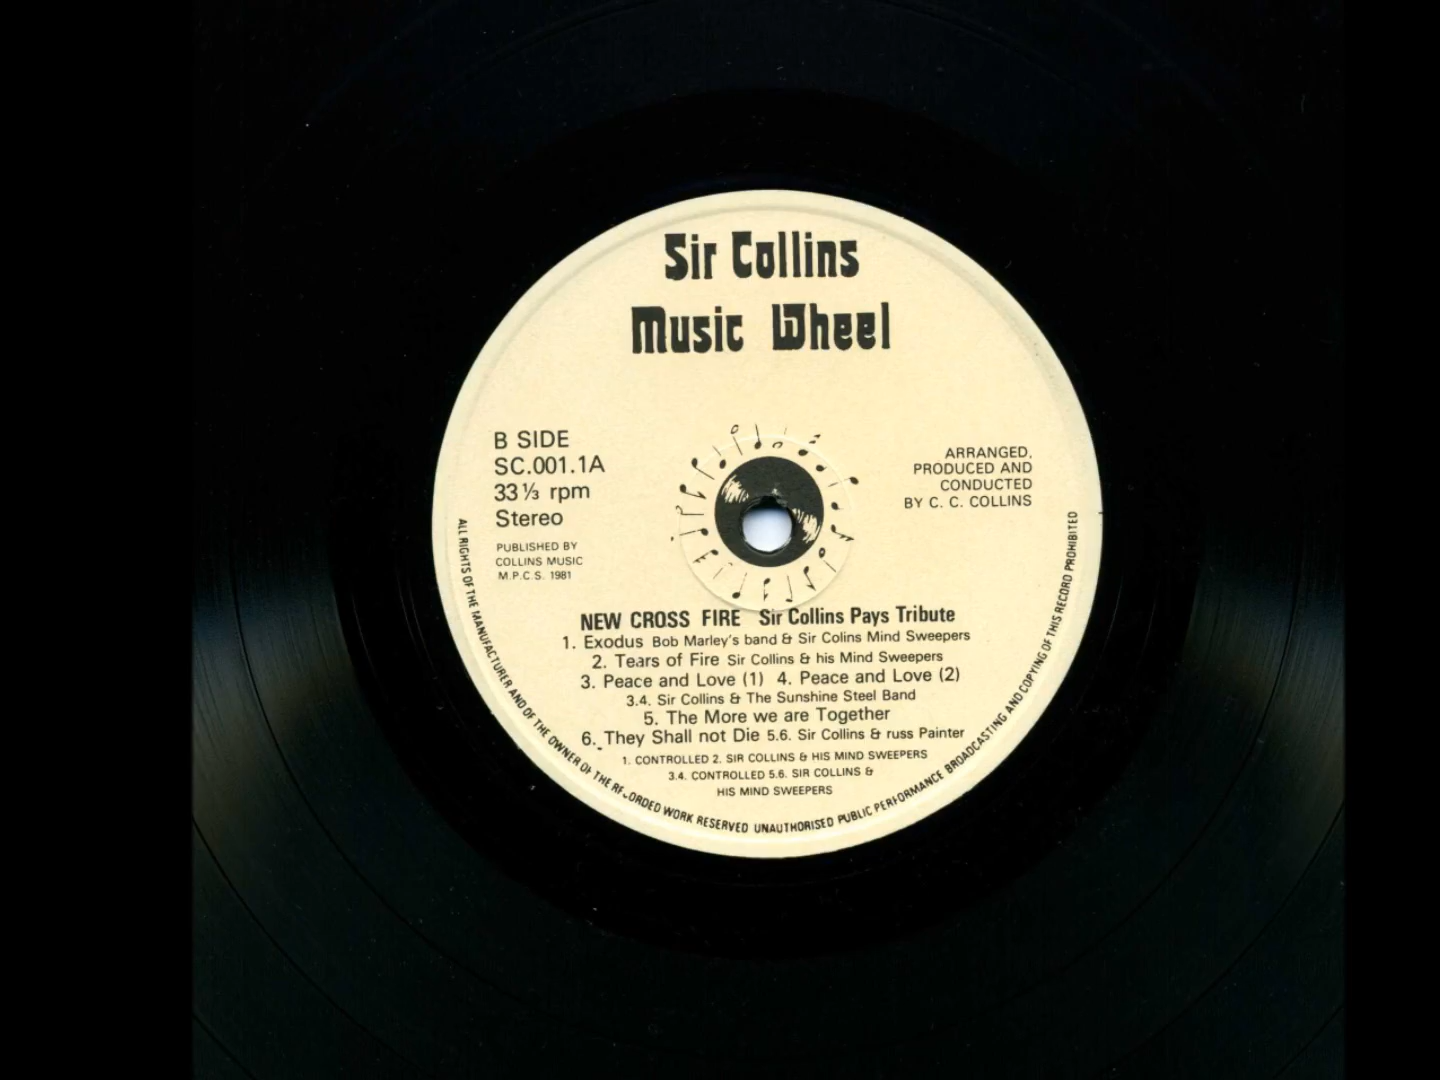 Sir Collins
Music Wheel
B SIDE
SC.001.1A
33⅓ rpm
Stereo
PUBLISHED BY
COLLINS MUSIC
M.P.C.S. 1981
ARRANGED,
PRODUCED AND
CONDUCTED
BY C. C. COLLINS
NEW CROSS FIRE Sir Collins Pays Tribute
1. Exodus Bob Marley's band & Sir Colins Mind Sweepers
2. Tears of Fire Sir Collins & his Mind Sweepers
3. Peace and Love (1) 4. Peace and Love (2)
3.4. Sir Collins & The Sunshine Steel Band
5. The More we are Together
6. They Shall not Die 5.6. Sir Collins & russ Painter
1. CONTROLLED 2. SIR COLLINS & HIS MIND SWEEPERS
3.4. CONTROLLED 5.6. SIR COLLINS &
HIS MIND SWEEPERS
ALL RIGHTS OF THE MANUFACTURER AND OF THE OWNER OF THE RECORDED WORK RESERVED UNAUTHORISED PUBLIC PERFORMANCE BROADCASTING AND COPYING OF THIS RECORD PROHIBITED